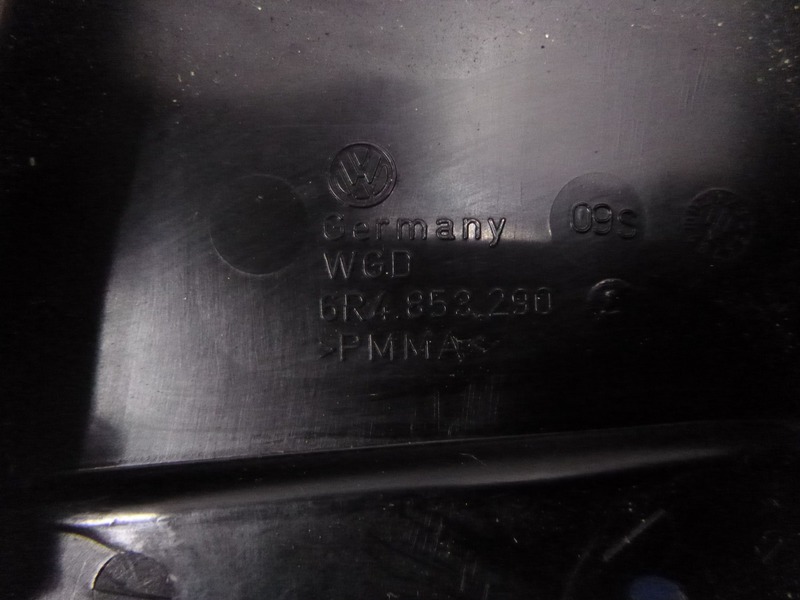 VW
Germany 09S
WGD
6R4.853.290
>PMMA<